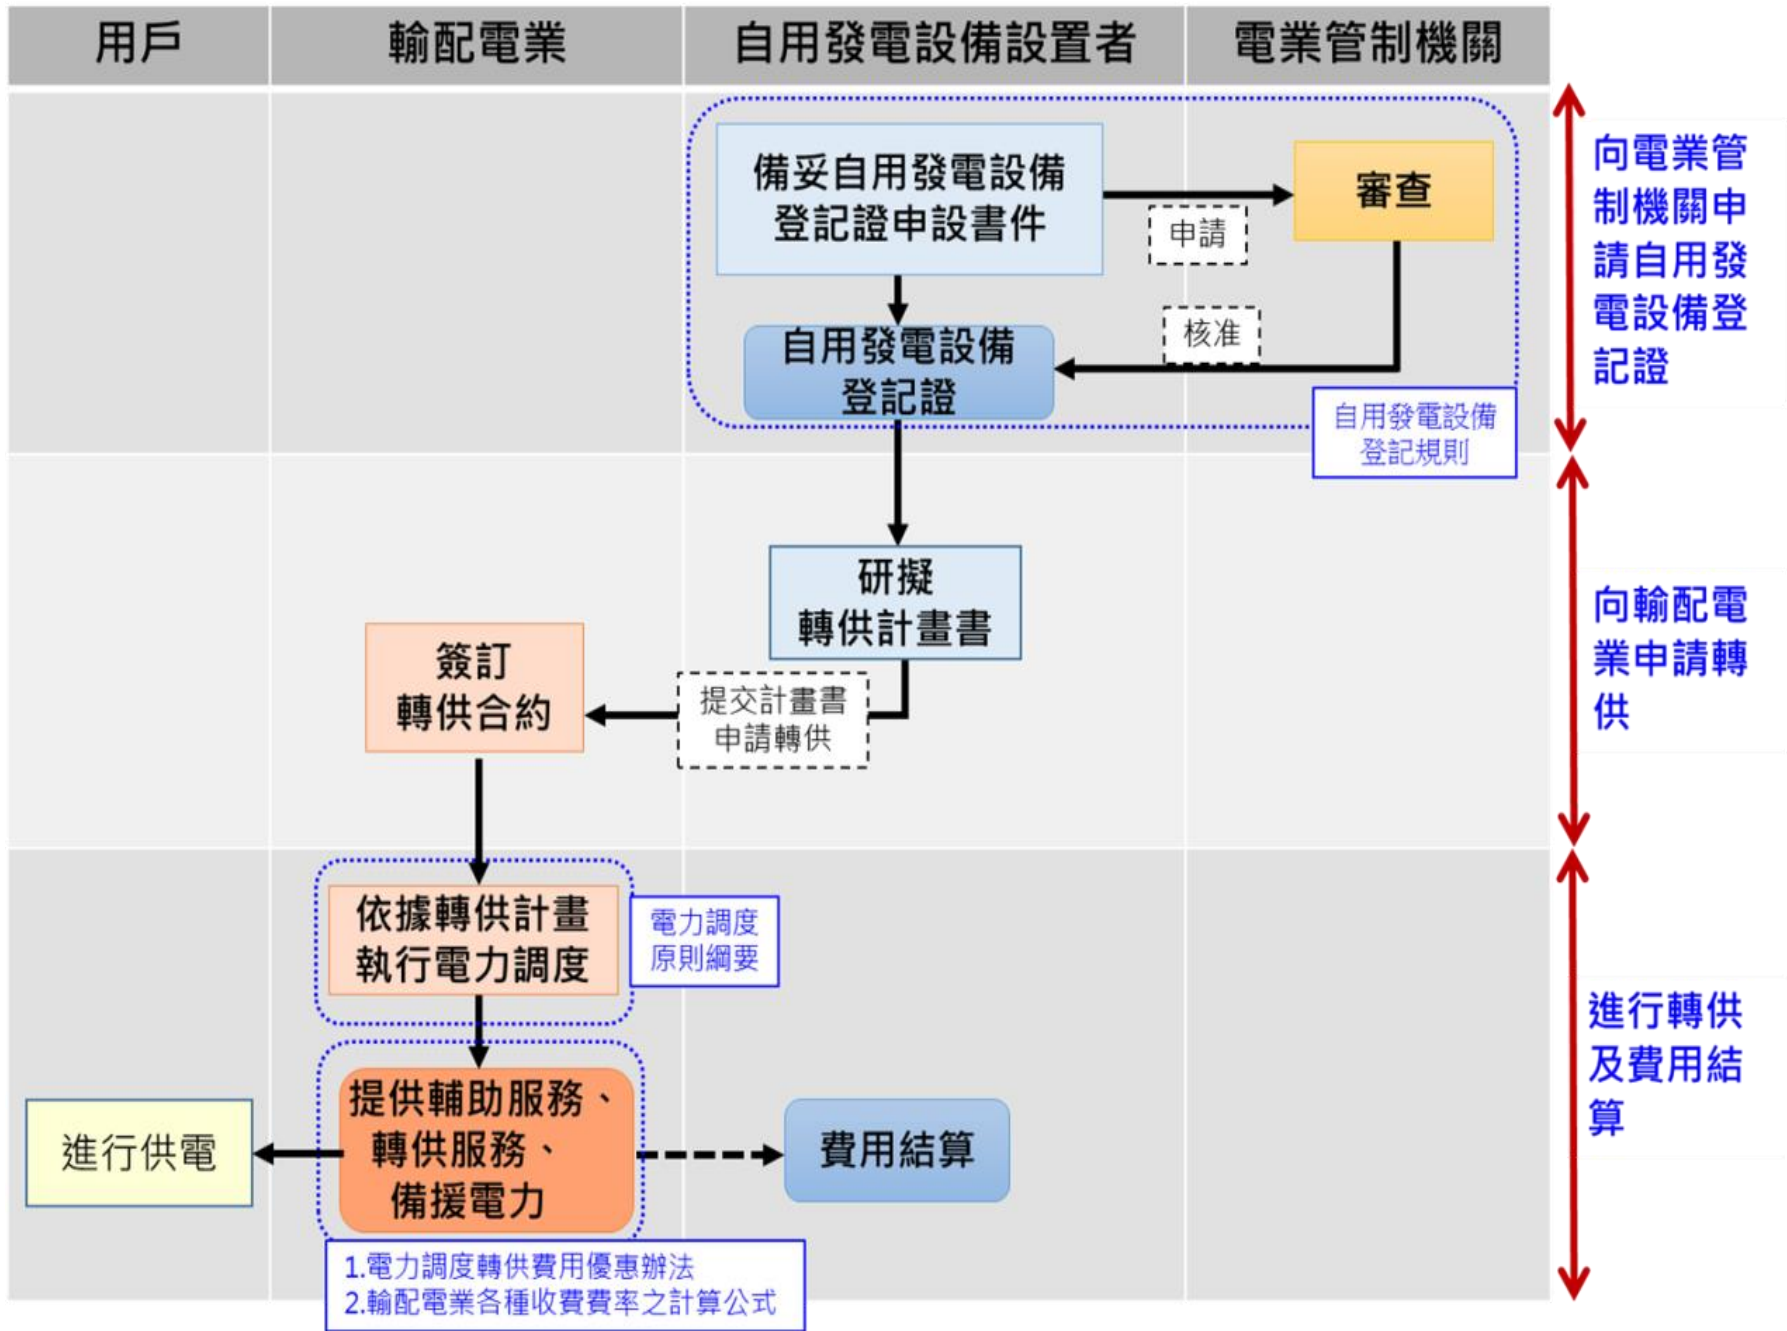 用戶
輸配電業
自用發電設備設置者
電業管制機關
備妥自用發電設備
登記證申設書件
申請
審查
核准
自用發電設備
登記證
自用發電設備
登記規則
向電業管
制機關申
請自用發
電設備登
記證
研擬
轉供計畫書
提交計畫書
申請轉供
簽訂
轉供合約
向輸配電
業申請轉
供
依據轉供計畫
執行電力調度
電力調度
原則綱要
提供輔助服務、
轉供服務、
備援電力
進行供電
費用結算
1.電力調度轉供費用優惠辦法
2.輸配電業各種收費費率之計算公式
進行轉供
及費用結
算